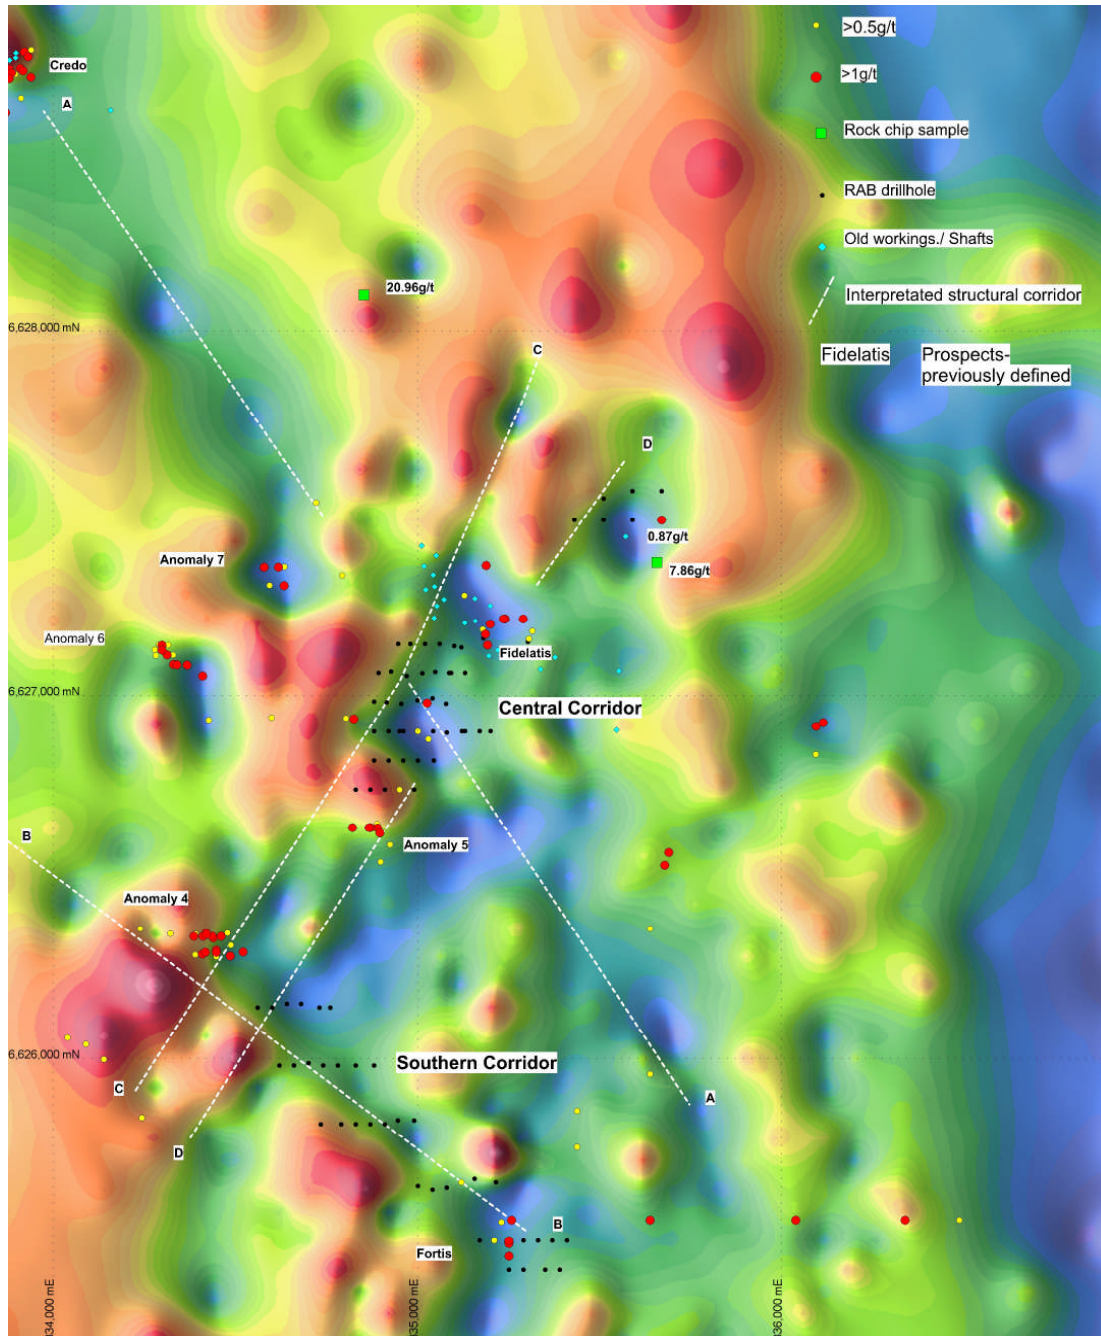 >0.5g/t
Credo
>1g/t
A
Rock chip sample
RAB drillhole
Old workings./ Shafts
20.96g/t
Interpretated structural corridor
6,628,000 mN
C
Fidelatis
Prospects-
previously defined
D
0.87g/t
Anomaly 7
7.86g/t
Anomaly 6
Fidelatis
6,627,000 mN
Central Corridor
B
Anomaly 5
Anomaly 4
6,626,000 mN
Southern Corridor
C
A
D
B
Fortis
34,000 mE
35,000 mE
36,000 mE